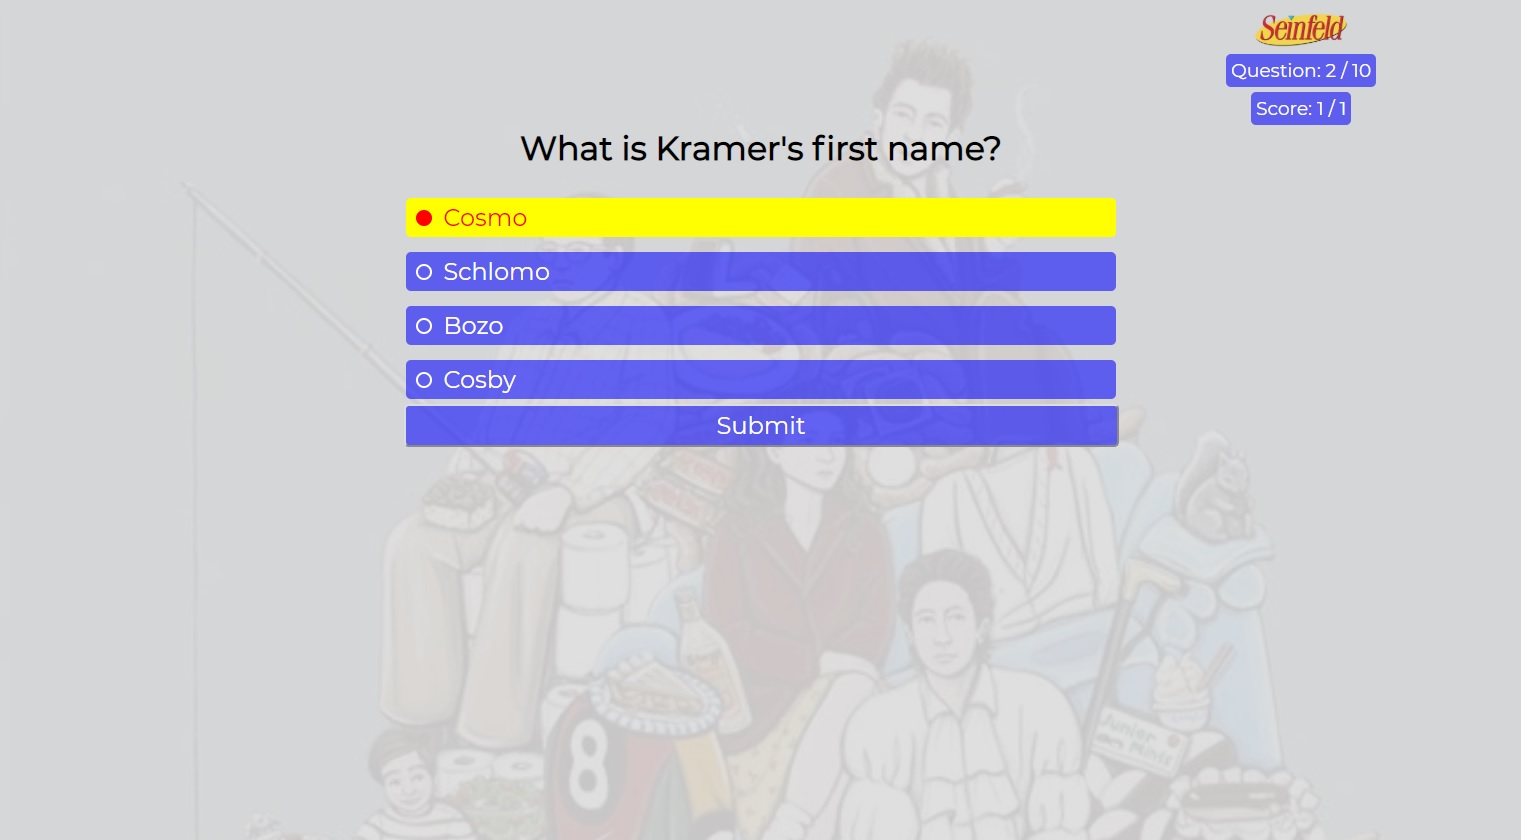 Seinfeld
Question: 2 / 10
Score: 1 / 1
What is Kramer's first name?
Cosmo
Schlomo
Bozo
Cosby
Submit
8
Junior
Mints